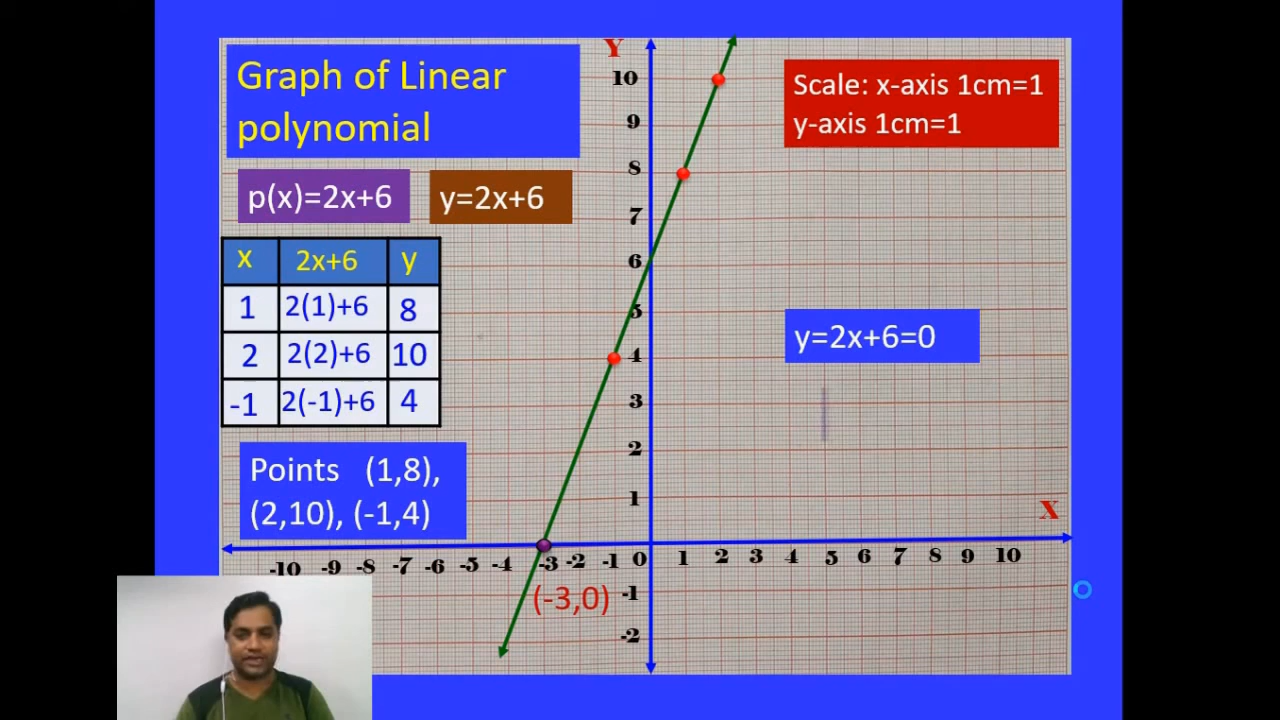 Graph of Linear
polynomial
Scale: x-axis 1cm=1
y-axis 1cm=1
p(x)=2x+6
y=2x+6
x 2x+6 y
1 2(1)+6 8
2 2(2)+6 10
-1 2(-1)+6 4
Points (1,8),
(2,10), (-1,4)
y=2x+6=0
Y
10
9
8
7
6
5
4
3
2
1
X
-10 -9 -8 -7 -6 -5 -4 -3 -2 -1 0 1 2 3 4 5 6 7 8 9 10
(-3,0)
-1
-2